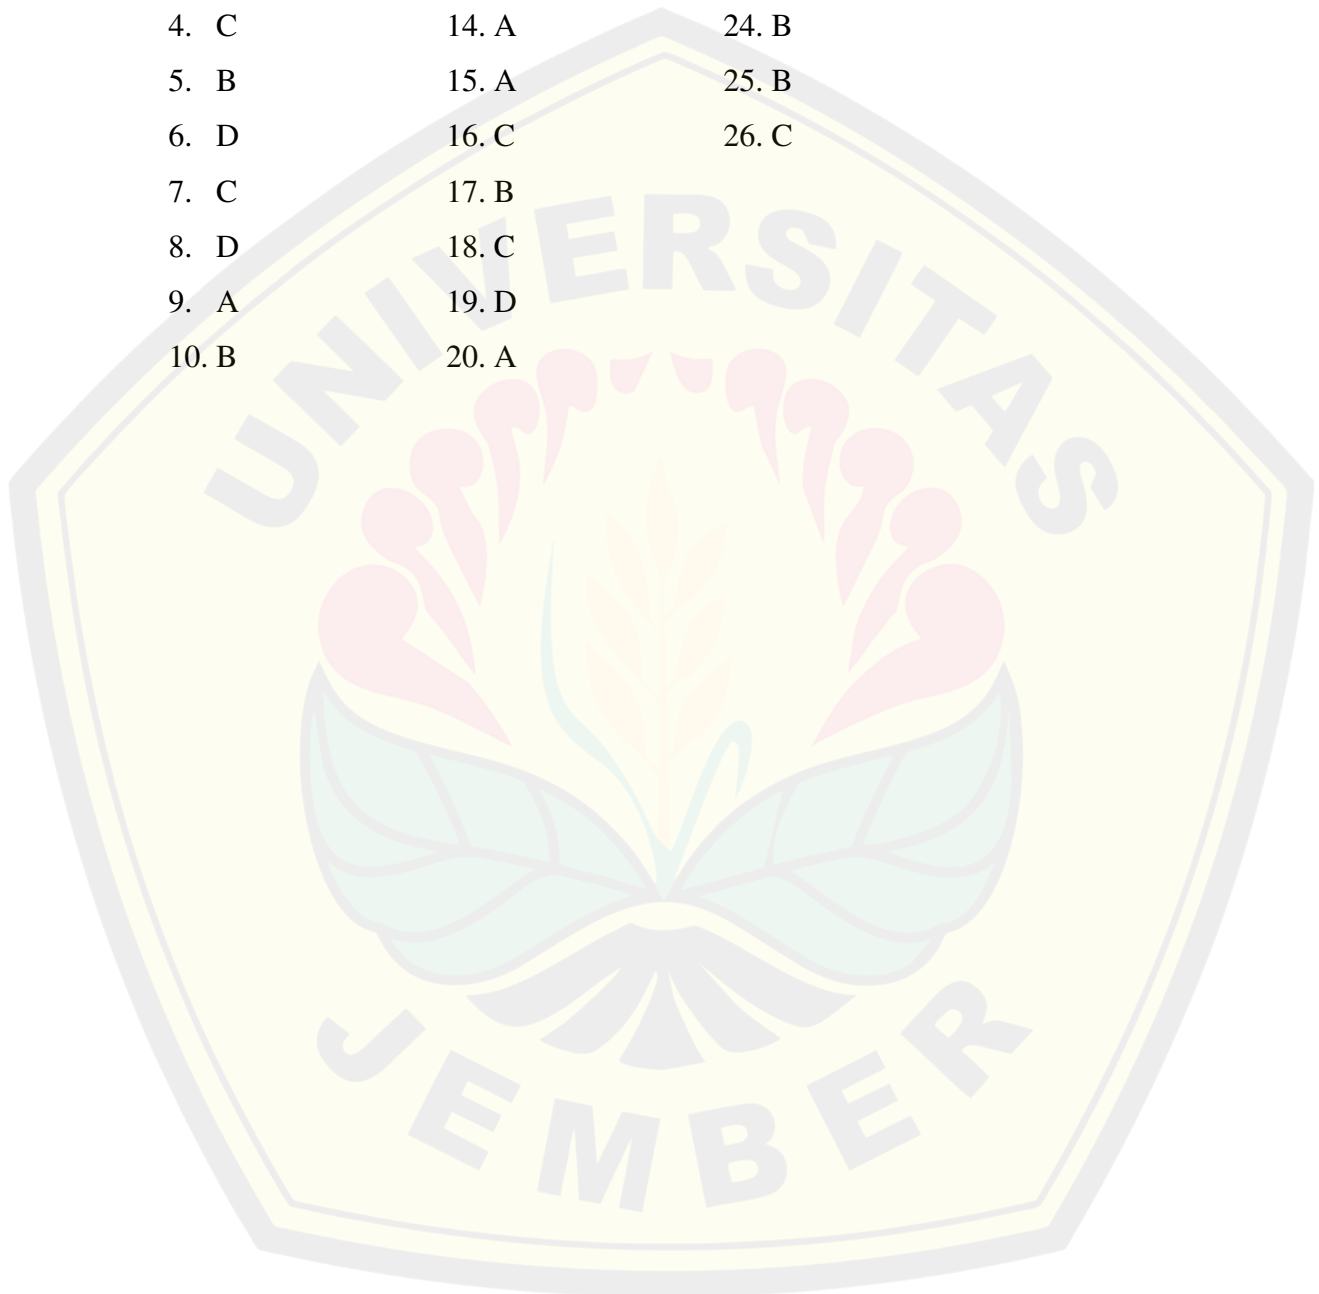 4. C 14. A 24. B
5. B 15. A 25. B
6. D 16. C 26. C
7. C 17. B
8. D 18. C
9. A 19. D
10. B 20. A
UNIVERSITAS
JEMBER